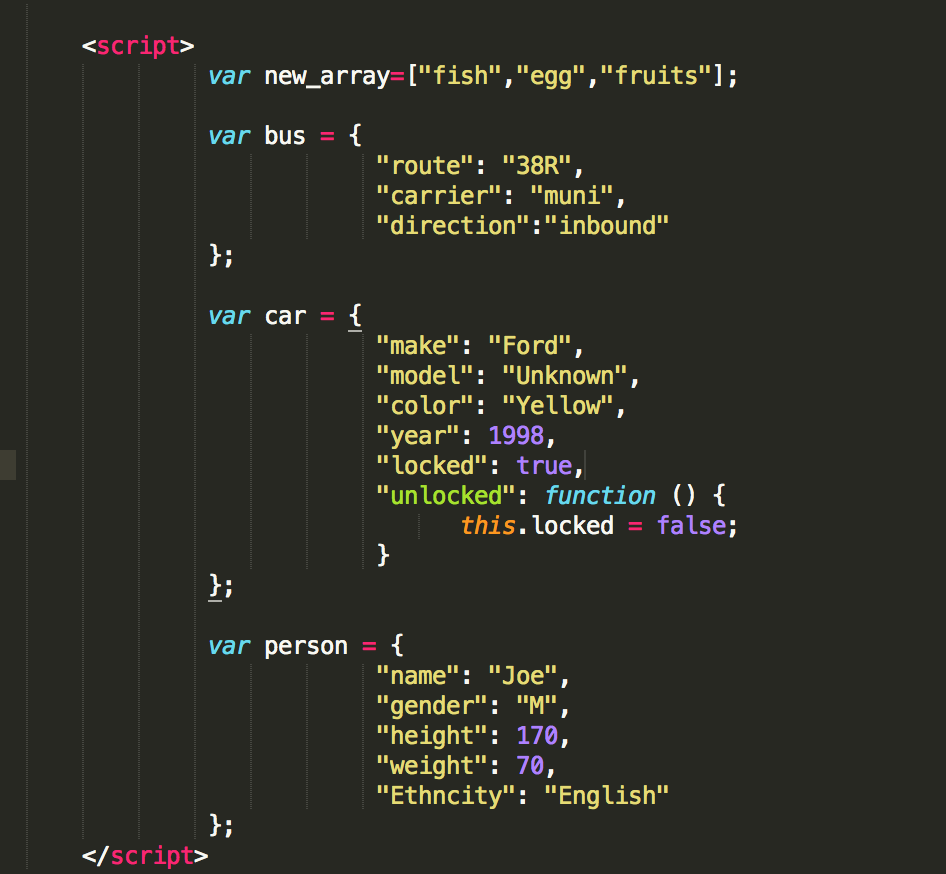 <script>
var new_array=["fish","egg","fruits"];
var bus = {
"route": "38R",
"carrier": "muni",
"direction":"inbound"
};
var car = {
"make": "Ford",
"model": "Unknown",
"color": "Yellow",
"year": 1998,
"locked": true,
"unlocked": function () {
this.locked = false;
}
};
var person = {
"name": "Joe",
"gender": "M",
"height": 170,
"weight": 70,
"Ethncity": "English"
};
</script>